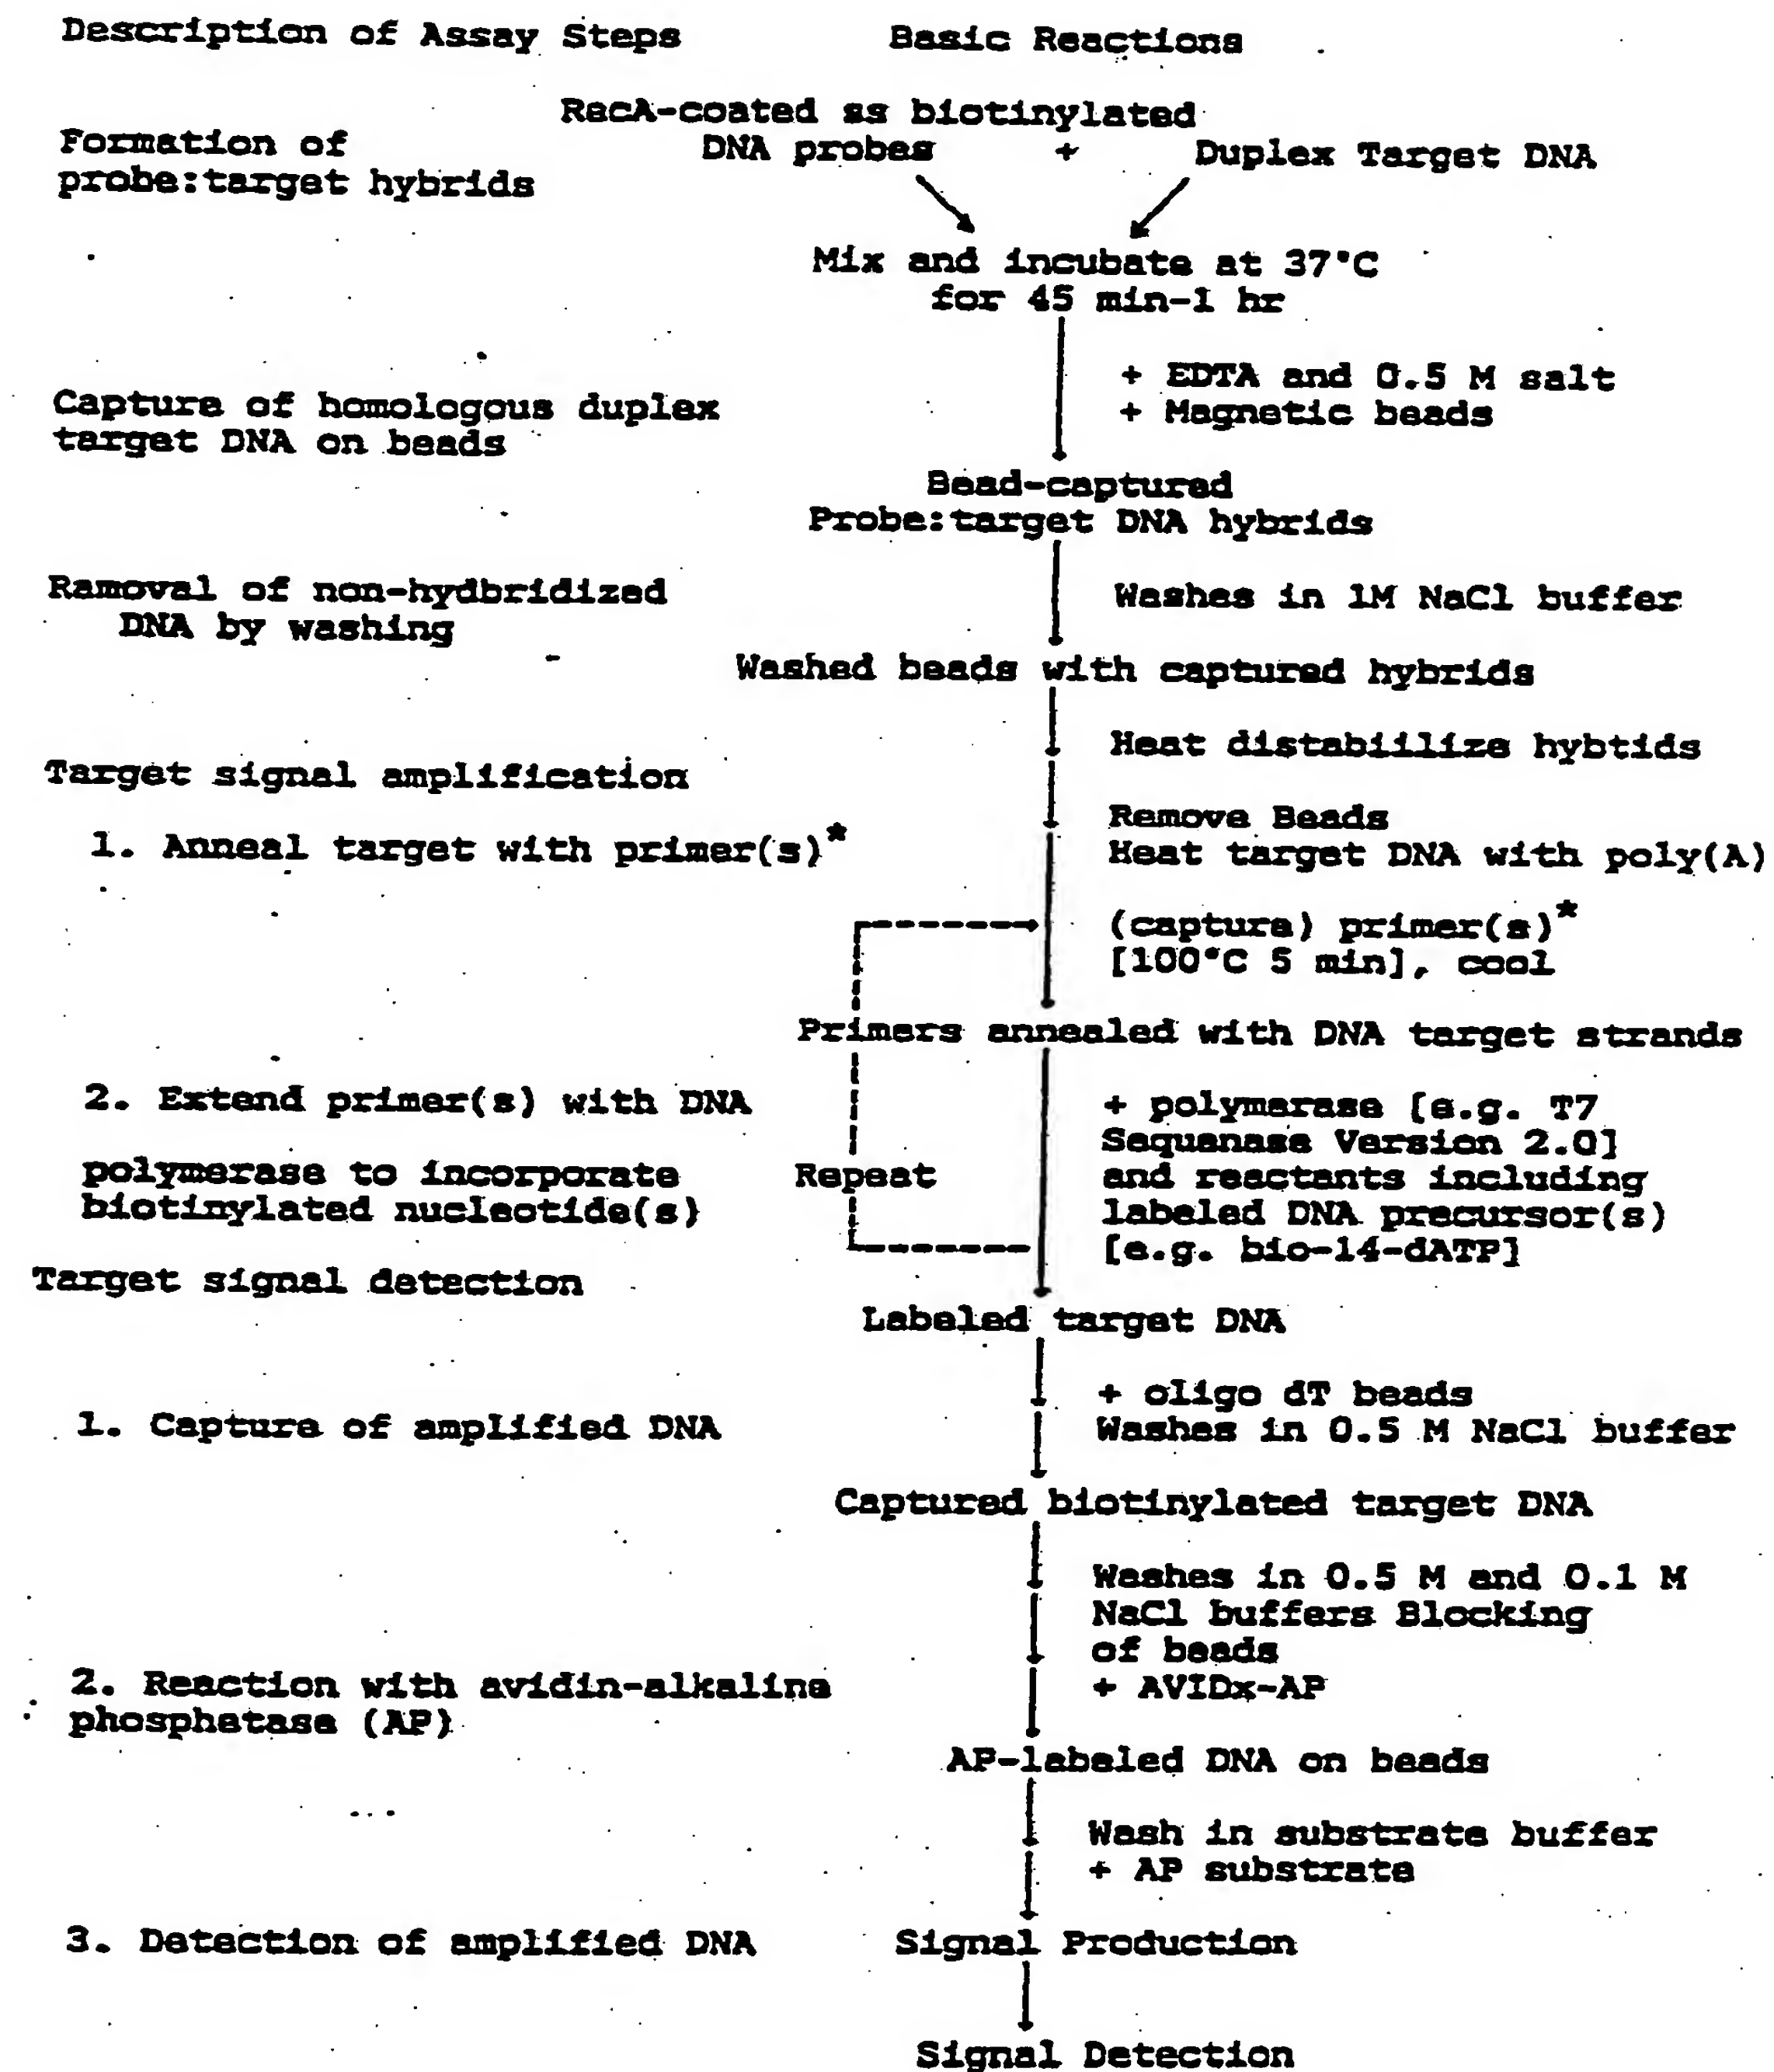 Description of Assay Steps
Basic Reactions
Formation of
probe:target hybrids
RecA-coated ss biotinylated
DNA probes + Duplex Target DNA
Mix and incubate at 37°C
for 45 min-1 hr
Capture of homologous duplex
target DNA on beads
+ EDTA and 0.5 M salt
+ Magnetic beads
Bead-captured
Probe:target DNA hybrids
Ramoval of non-hydbridized
DNA by washing
Washes in 1M NaCl buffer
Washed beads with captured hybrids
Heat distabiilize hybtids
Target signal amplification
1. Anneal target with primer(s)*
Remove Beads
Heat target DNA with poly(A)
(capture) primer(s)*
[100°C 5 min], cool
Primers annealed with DNA target strands
2. Extend primer(s) with DNA
polymerase to incorporate
biotinylated nucleotide(s)
Repeat
+ polymerase [e.g. T7
Sequenase Version 2.0]
and reactants including
labeled DNA precursor(s)
[e.g. bio-14-dATP]
Target signal detection
Labeled target DNA
1. Capture of amplified DNA
+ oligo dT beads
Washes in 0.5 M NaCl buffer
Captured biotinylated target DNA
Washes in 0.5 M and 0.1 M
NaCl buffers Blocking
of beads
+ AVIDx-AP
2. Reaction with avidin-alkaline
phosphatase (AP)
AP-labeled DNA on beads
Wash in substrate buffer
+ AP substrate
3. Detection of amplified DNA
Signal Production
Signal Detection